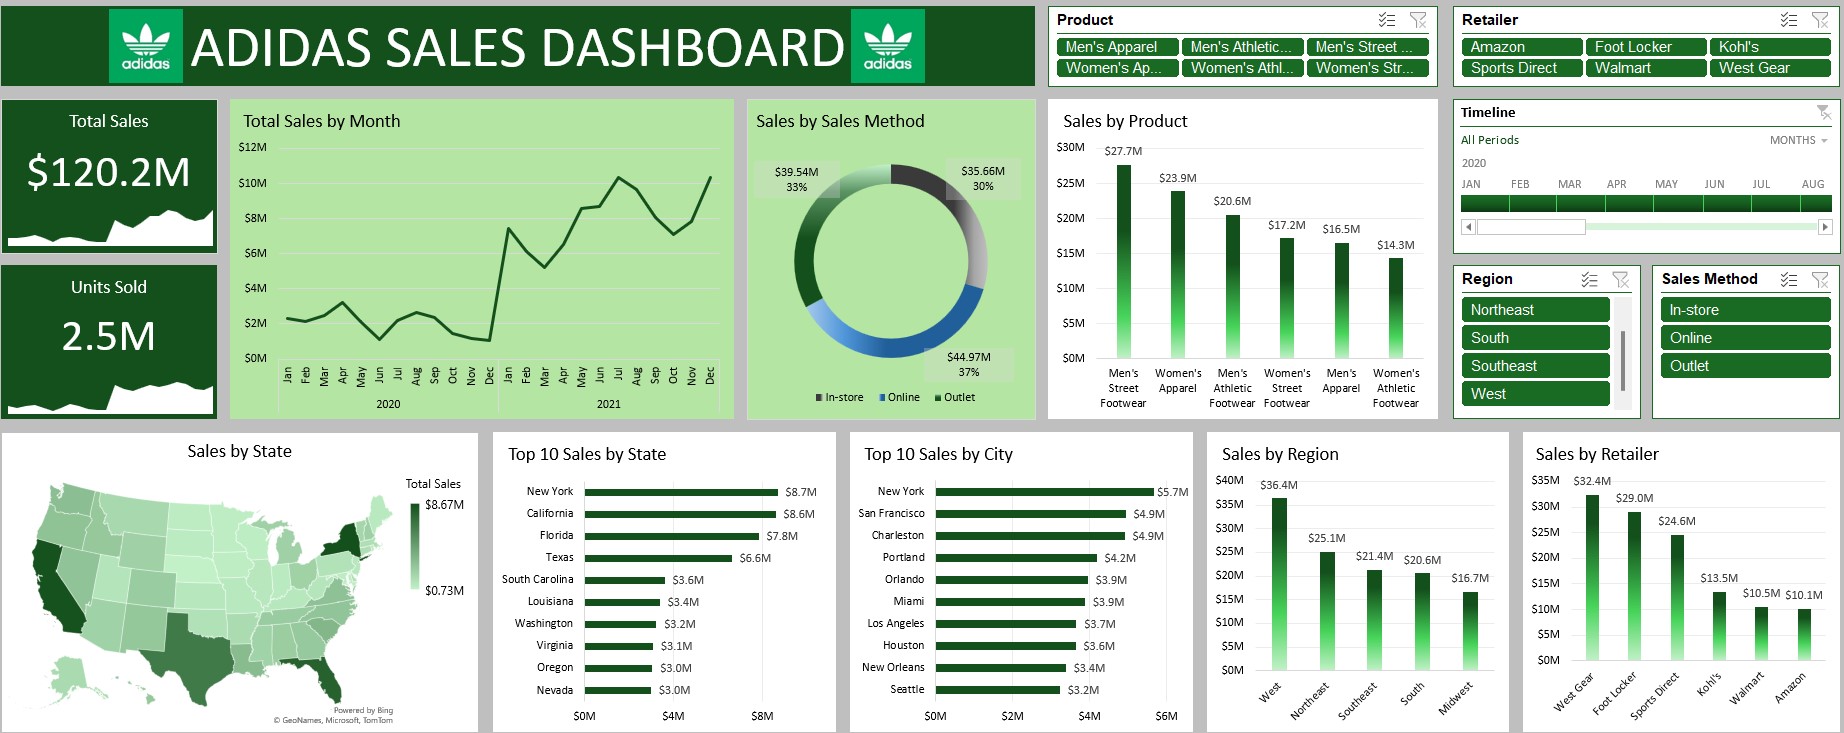 adidas
ADIDAS SALES DASHBOARD
adidas
Product
Men's Apparel
Men's Athletic...
Men's Street ...
Women's Ap...
Women's Athl...
Women's Str...
Retailer
Amazon
Foot Locker
Kohl's
Sports Direct
Walmart
West Gear
Total Sales
$120.2M
Units Sold
2.5M
Total Sales by Month
$12M
$10M
$8M
$6M
$4M
$2M
$0M
Jan
Feb
Mar
Apr
May
Jun
Jul
Aug
Sep
Oct
Nov
Dec
Jan
Feb
Mar
Apr
May
Jun
Jul
Aug
Sep
Oct
Nov
Dec
2020
2021
Sales by Sales Method
$39.54M
33%
$35.66M
30%
$44.97M
37%
In-store
Online
Outlet
Sales by Product
$30M
$25M
$20M
$15M
$10M
$5M
$0M
$27.7M
$23.9M
$20.6M
$17.2M
$16.5M
$14.3M
Men's
Street
Footwear
Women's
Apparel
Men's
Athletic
Footwear
Women's
Street
Footwear
Men's
Apparel
Women's
Athletic
Footwear
Timeline
All Periods
MONTHS
2020
JAN
FEB
MAR
APR
MAY
JUN
JUL
AUG
Region
Northeast
South
Southeast
West
Sales Method
In-store
Online
Outlet
Sales by State
Total Sales
$8.67M
$0.73M
Powered by Bing
© GeoNames, Microsoft, TomTom
Top 10 Sales by State
New York
$8.7M
California
$8.6M
Florida
$7.8M
Texas
$6.6M
South Carolina
$3.6M
Louisiana
$3.4M
Washington
$3.2M
Virginia
$3.1M
Oregon
$3.0M
Nevada
$3.0M
$0M
$4M
$8M
Top 10 Sales by City
New York
$5.7M
San Francisco
$4.9M
Charleston
$4.9M
Portland
$4.2M
Orlando
$3.9M
Miami
$3.9M
Los Angeles
$3.7M
Houston
$3.6M
New Orleans
$3.4M
Seattle
$3.2M
$0M
$2M
$4M
$6M
Sales by Region
$40M
$35M
$30M
$25M
$20M
$15M
$10M
$5M
$0M
$36.4M
$25.1M
$21.4M
$20.6M
$16.7M
West
Northeast
Southeast
South
Midwest
Sales by Retailer
$35M
$30M
$25M
$20M
$15M
$10M
$5M
$0M
$32.4M
$29.0M
$24.6M
$13.5M
$10.5M
$10.1M
West Gear
Foot Locker
Sports Direct
Kohl's
Walmart
Amazon